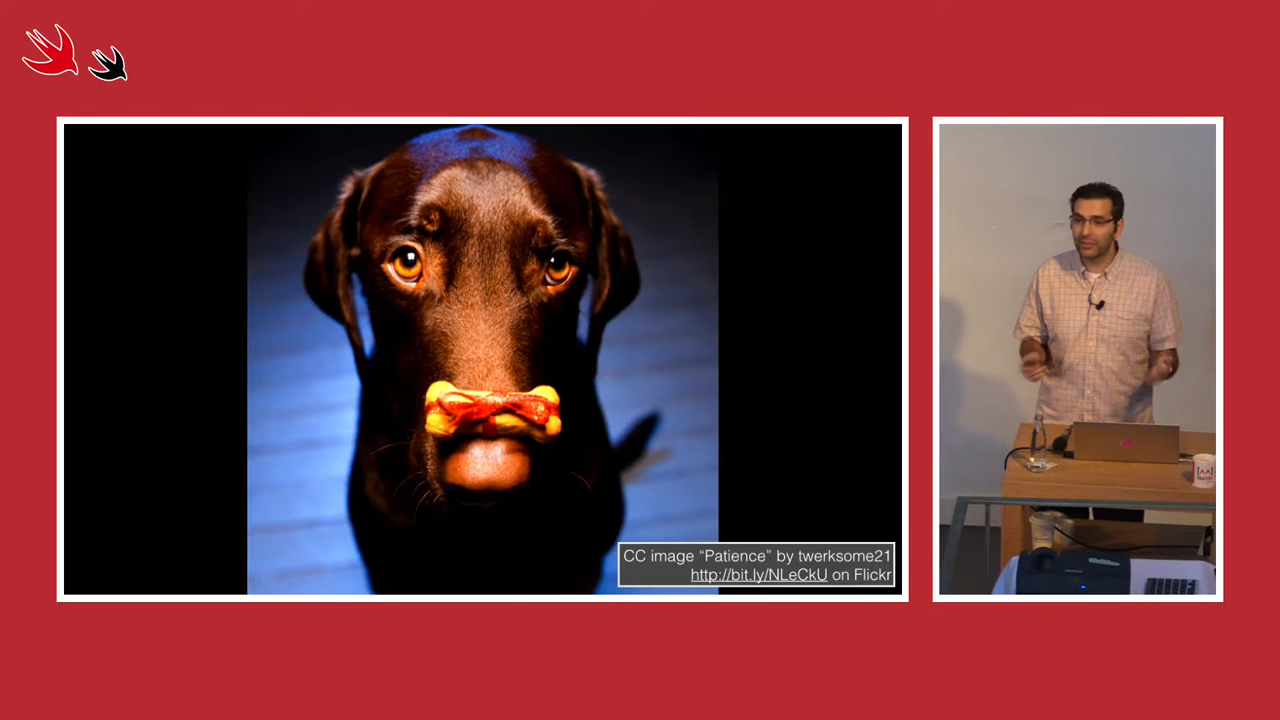 CC image “Patience” by twerksome21
http://bit.ly/NLeCkU on Flickr